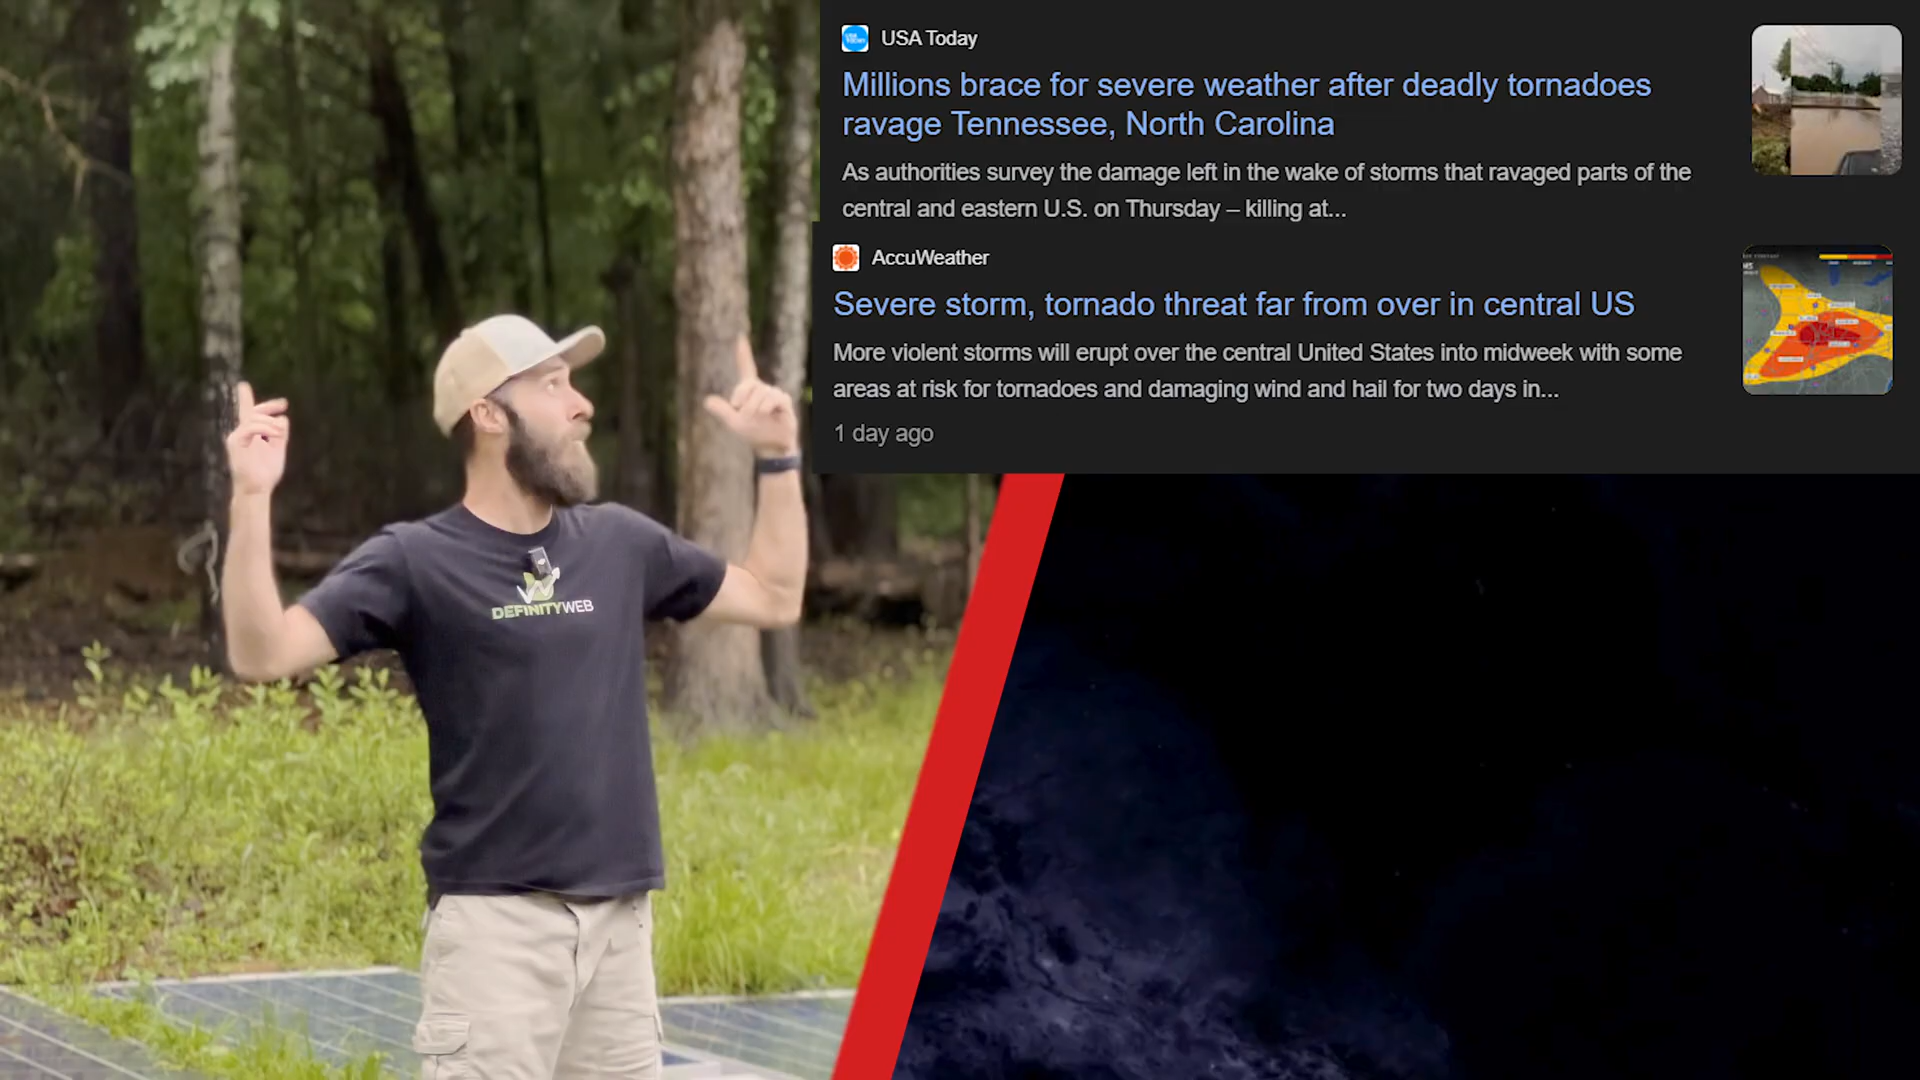 USA Today
Millions brace for severe weather after deadly tornadoes
ravage Tennessee, North Carolina
As authorities survey the damage left in the wake of storms that ravaged parts of the
central and eastern U.S. on Thursday – killing at...
AccuWeather
Severe storm, tornado threat far from over in central US
More violent storms will erupt over the central United States into midweek with some
areas at risk for tornadoes and damaging wind and hail for two days in...
1 day ago
DEFINITYWEB